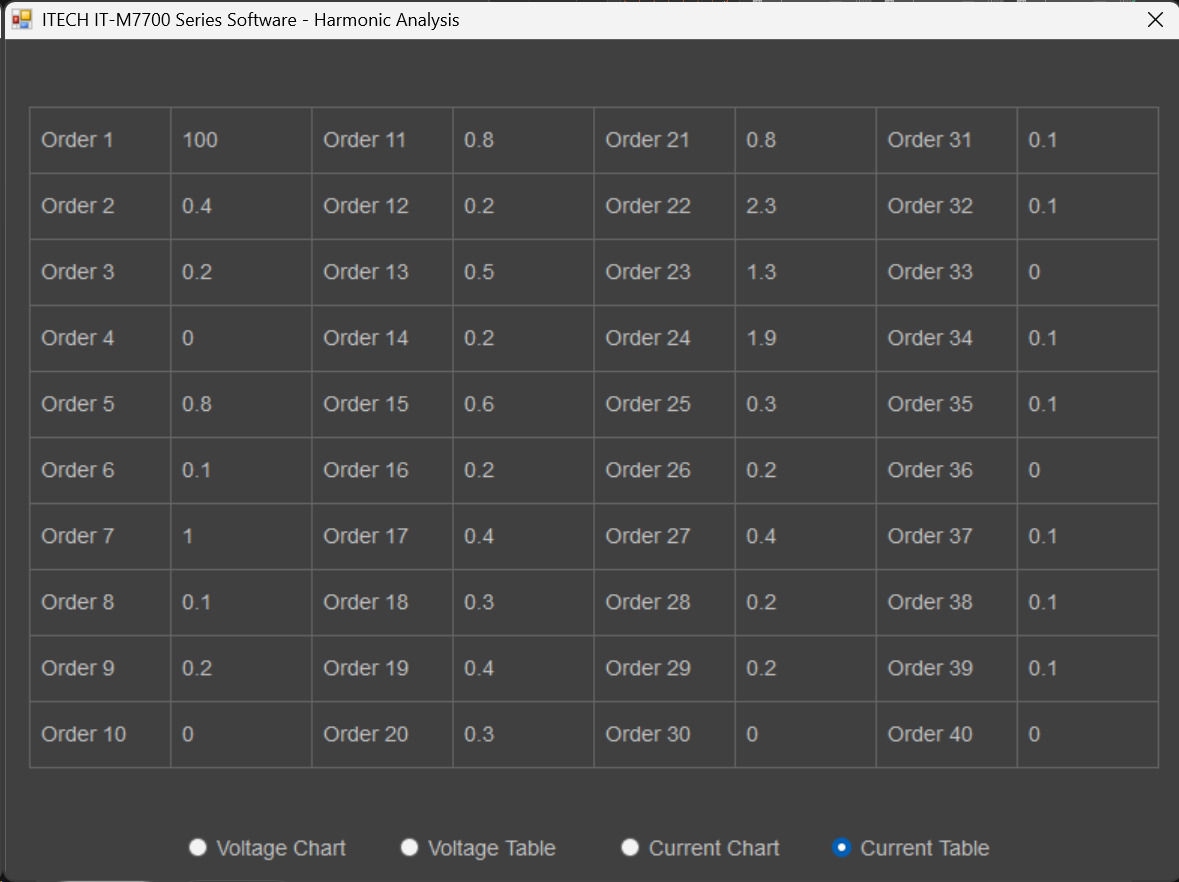 ITECH IT-M7700 Series Software - Harmonic Analysis
Order 1 100 Order 11 0.8 Order 21 0.8 Order 31 0.1
Order 2 0.4 Order 12 0.2 Order 22 2.3 Order 32 0.1
Order 3 0.2 Order 13 0.5 Order 23 1.3 Order 33 0
Order 4 0 Order 14 0.2 Order 24 1.9 Order 34 0.1
Order 5 0.8 Order 15 0.6 Order 25 0.3 Order 35 0.1
Order 6 0.1 Order 16 0.2 Order 26 0.2 Order 36 0
Order 7 1 Order 17 0.4 Order 27 0.4 Order 37 0.1
Order 8 0.1 Order 18 0.3 Order 28 0.2 Order 38 0.1
Order 9 0.2 Order 19 0.4 Order 29 0.2 Order 39 0.1
Order 10 0 Order 20 0.3 Order 30 0 Order 40 0
Voltage Chart Voltage Table Current Chart Current Table